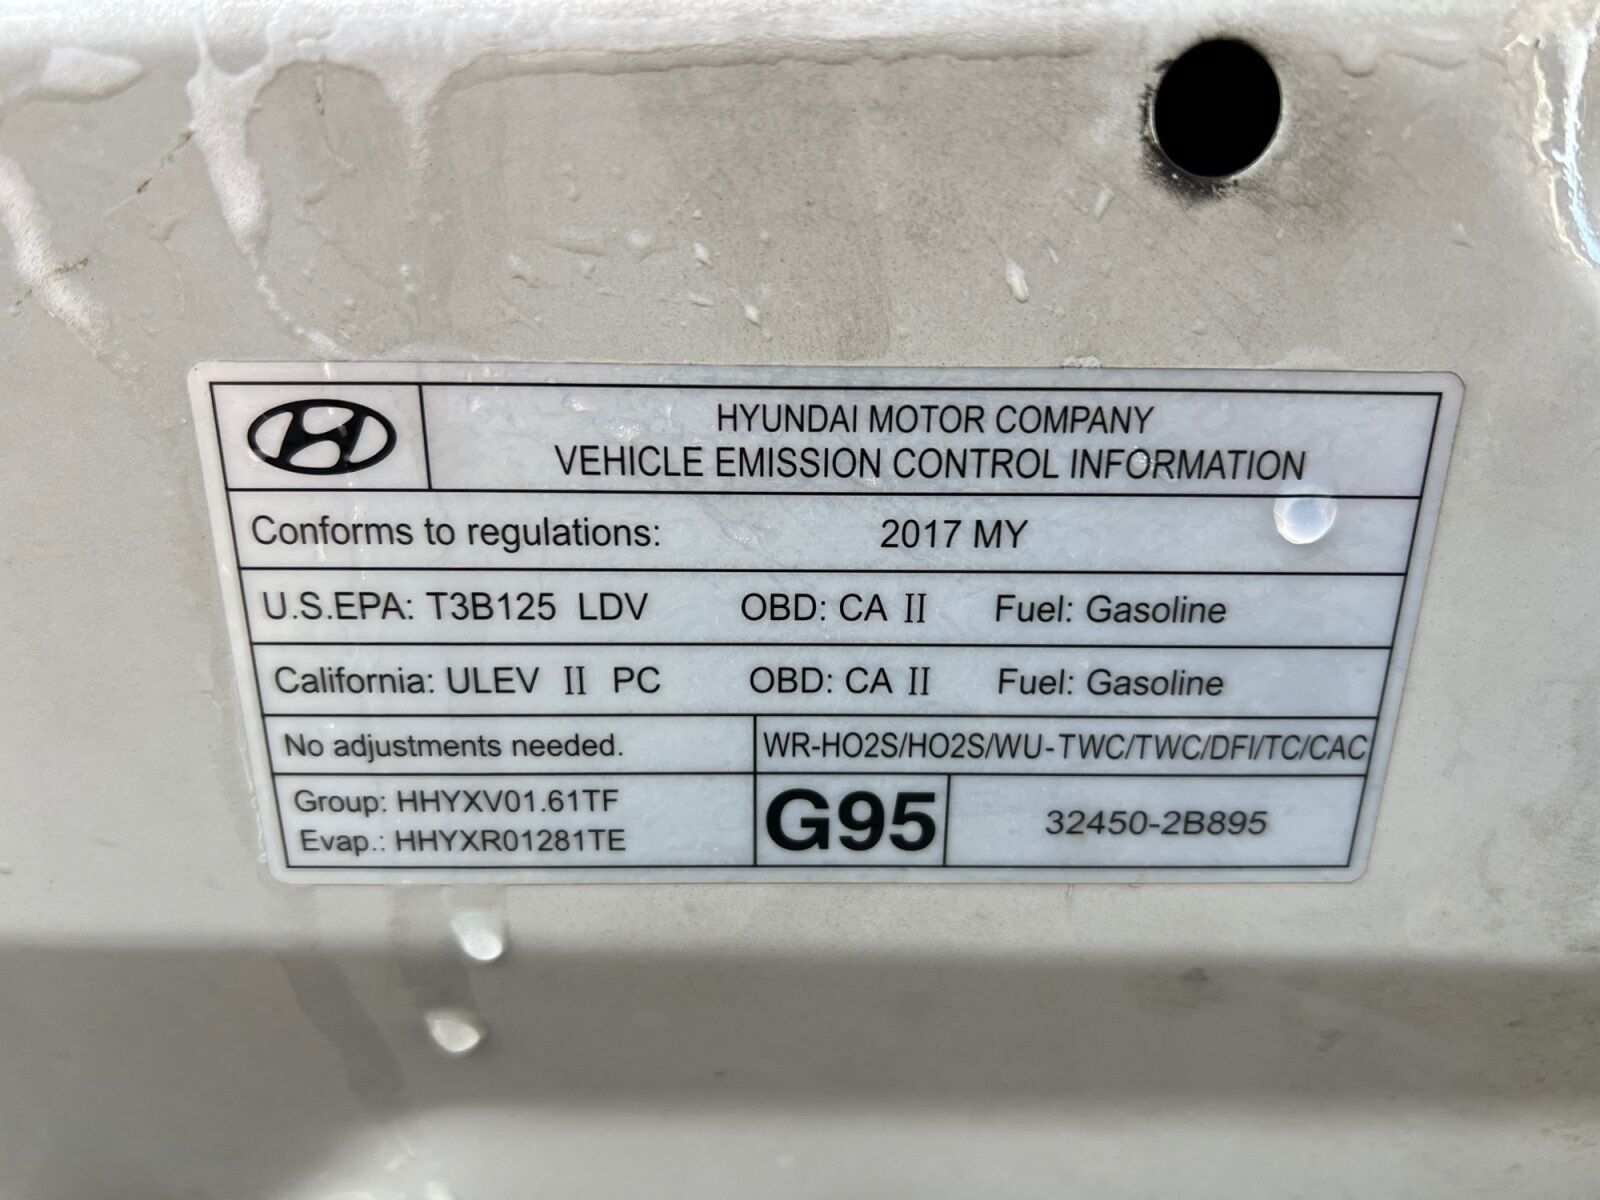 HYUNDAI MOTOR COMPANY
VEHICLE EMISSION CONTROL INFORMATION
Conforms to regulations: 2017 MY
U.S.EPA: T3B125 LDV OBD: CA II Fuel: Gasoline
California: ULEV II PC OBD: CA II Fuel: Gasoline
No adjustments needed. WR-HO2S/HO2S/WU-TWC/TWC/DFI/TC/CAC
Group: HHYXV01.61TF
Evap.: HHYXR01281TE
G95
32450-2B895